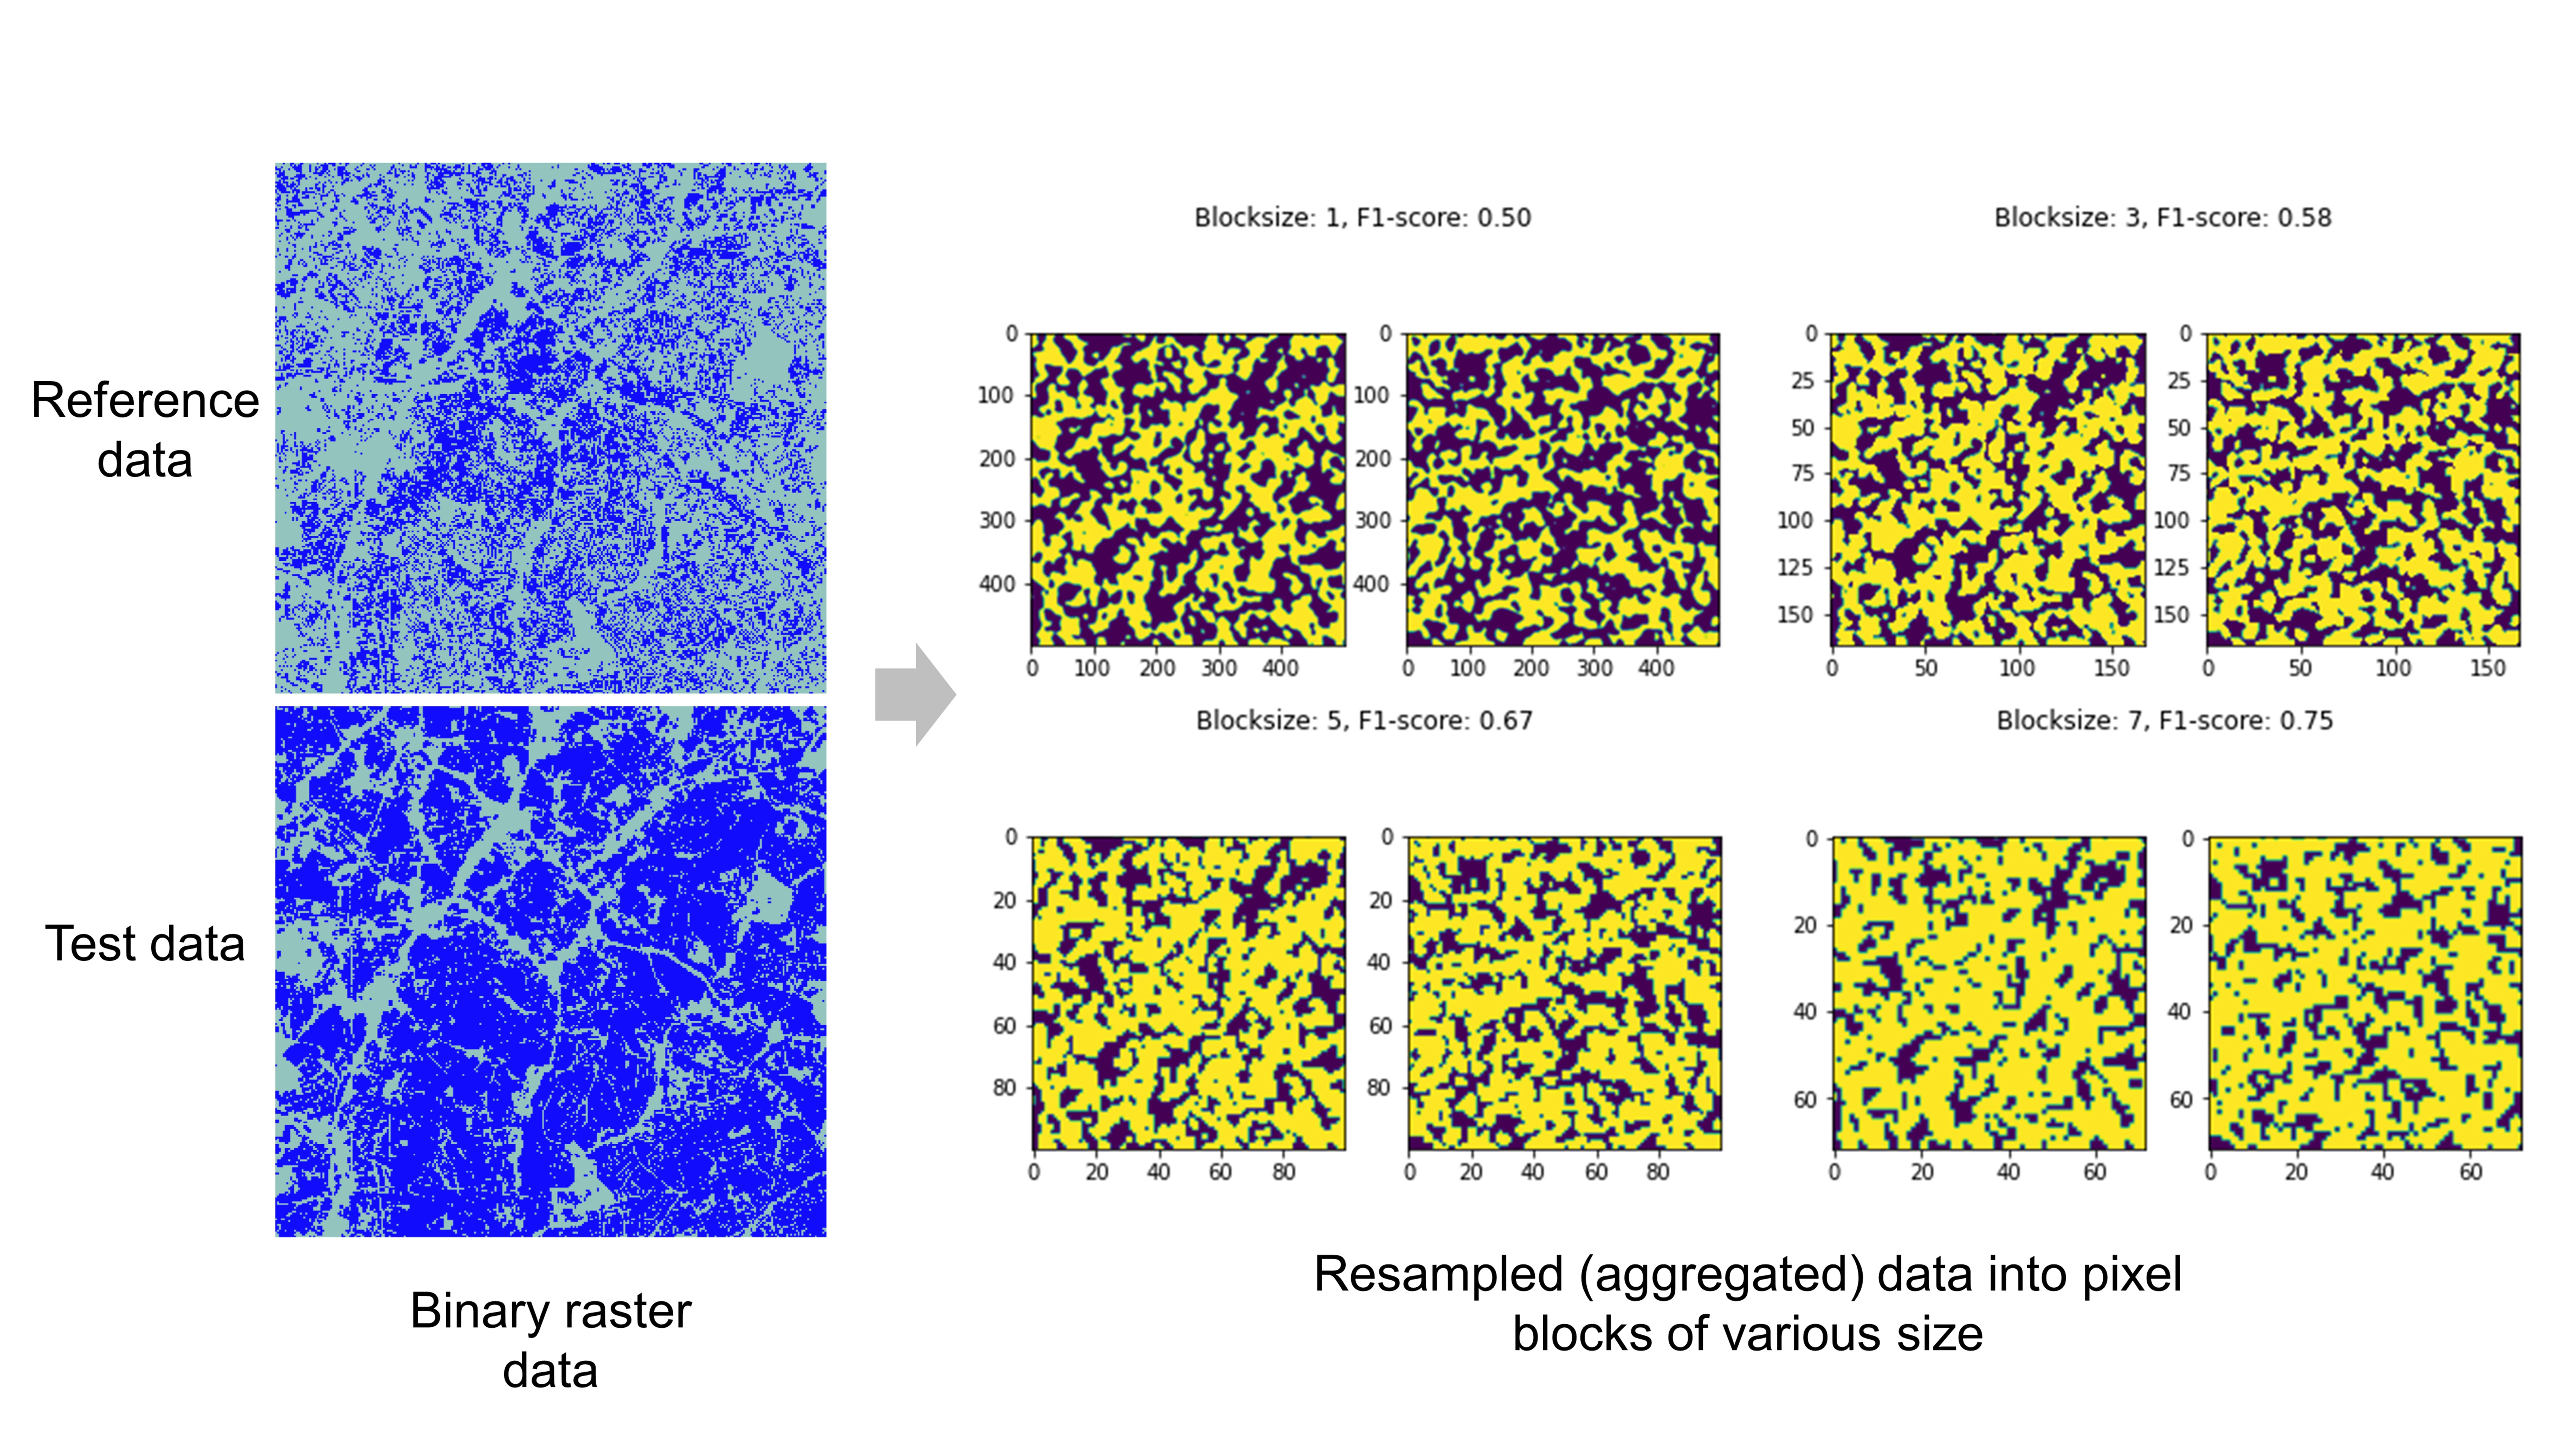 Reference
data
Test data
Binary raster
data
Blocksize: 1, F1-score: 0.50
0
100
200
300
400
0 100 200 300 400
0
100
200
300
400
0 100 200 300 400
Blocksize: 3, F1-score: 0.58
0
25
50
75
100
125
150
0 50 100 150
0
25
50
75
100
125
150
0 50 100 150
Blocksize: 5, F1-score: 0.67
0
20
40
60
80
0 20 40 60 80
0
20
40
60
80
0 20 40 60 80
Blocksize: 7, F1-score: 0.75
0
20
40
60
0 20 40 60
0
20
40
60
0 20 40 60
Resampled (aggregated) data into pixel
blocks of various size